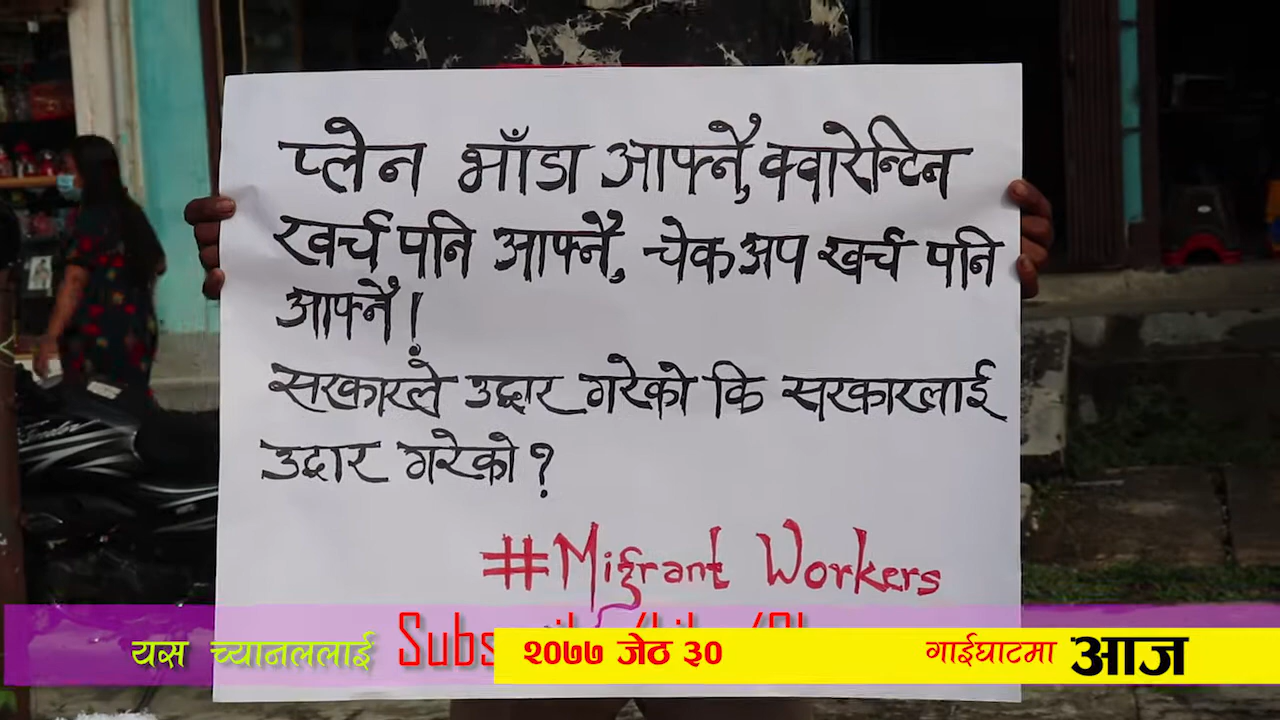 प्लेन भाँडा आफ्नै, क्वारेन्टिन
खर्च पनि आफ्नै, चेकअप खर्च पनि
आफ्नै!
सरकारले उद्दार गरेको कि सरकारलाई
उद्दार गरेको?
#Migrant Workers
यस च्यानललाई
२०७७ जेठ ३० गाईघाटमा आज